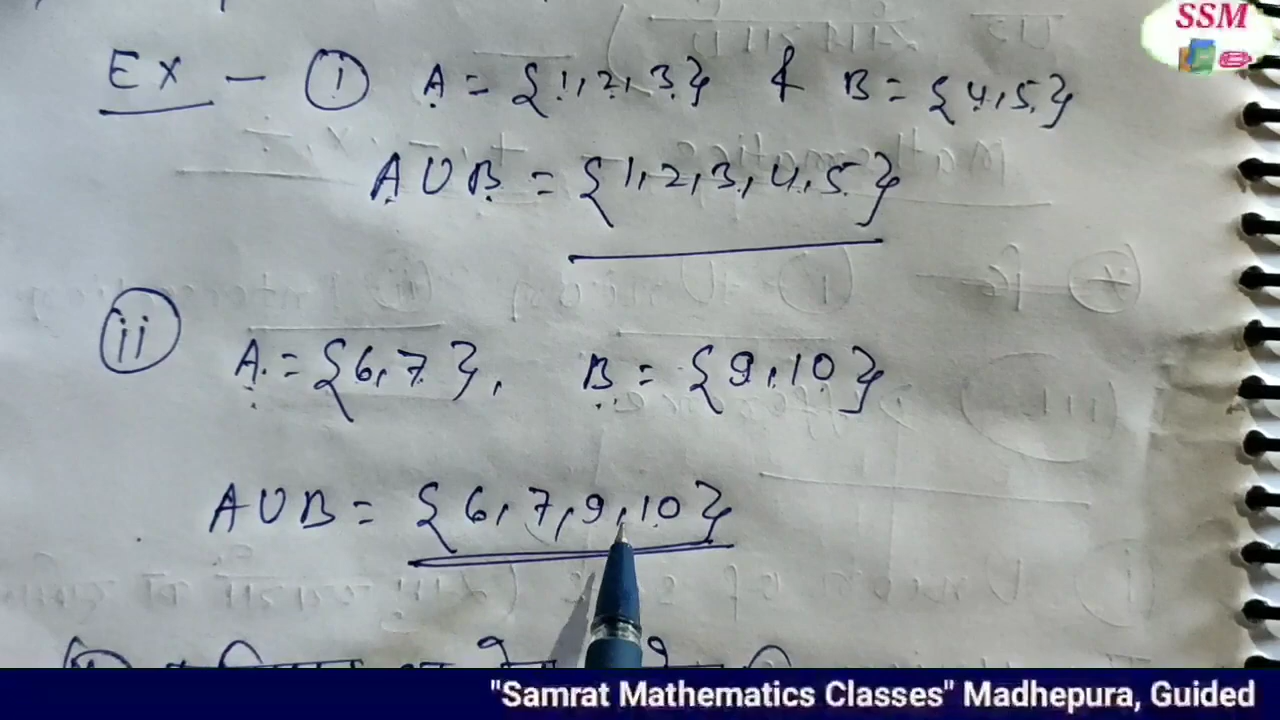 SSM
Ex - (i) A = {1,2,3} & B = {4,5}
A U B = {1,2,3,4,5}
(ii) A = {6,7}, B = {9,10}
A U B = {6,7,9,10}
"Samrat Mathematics Classes" Madhepura, Guided